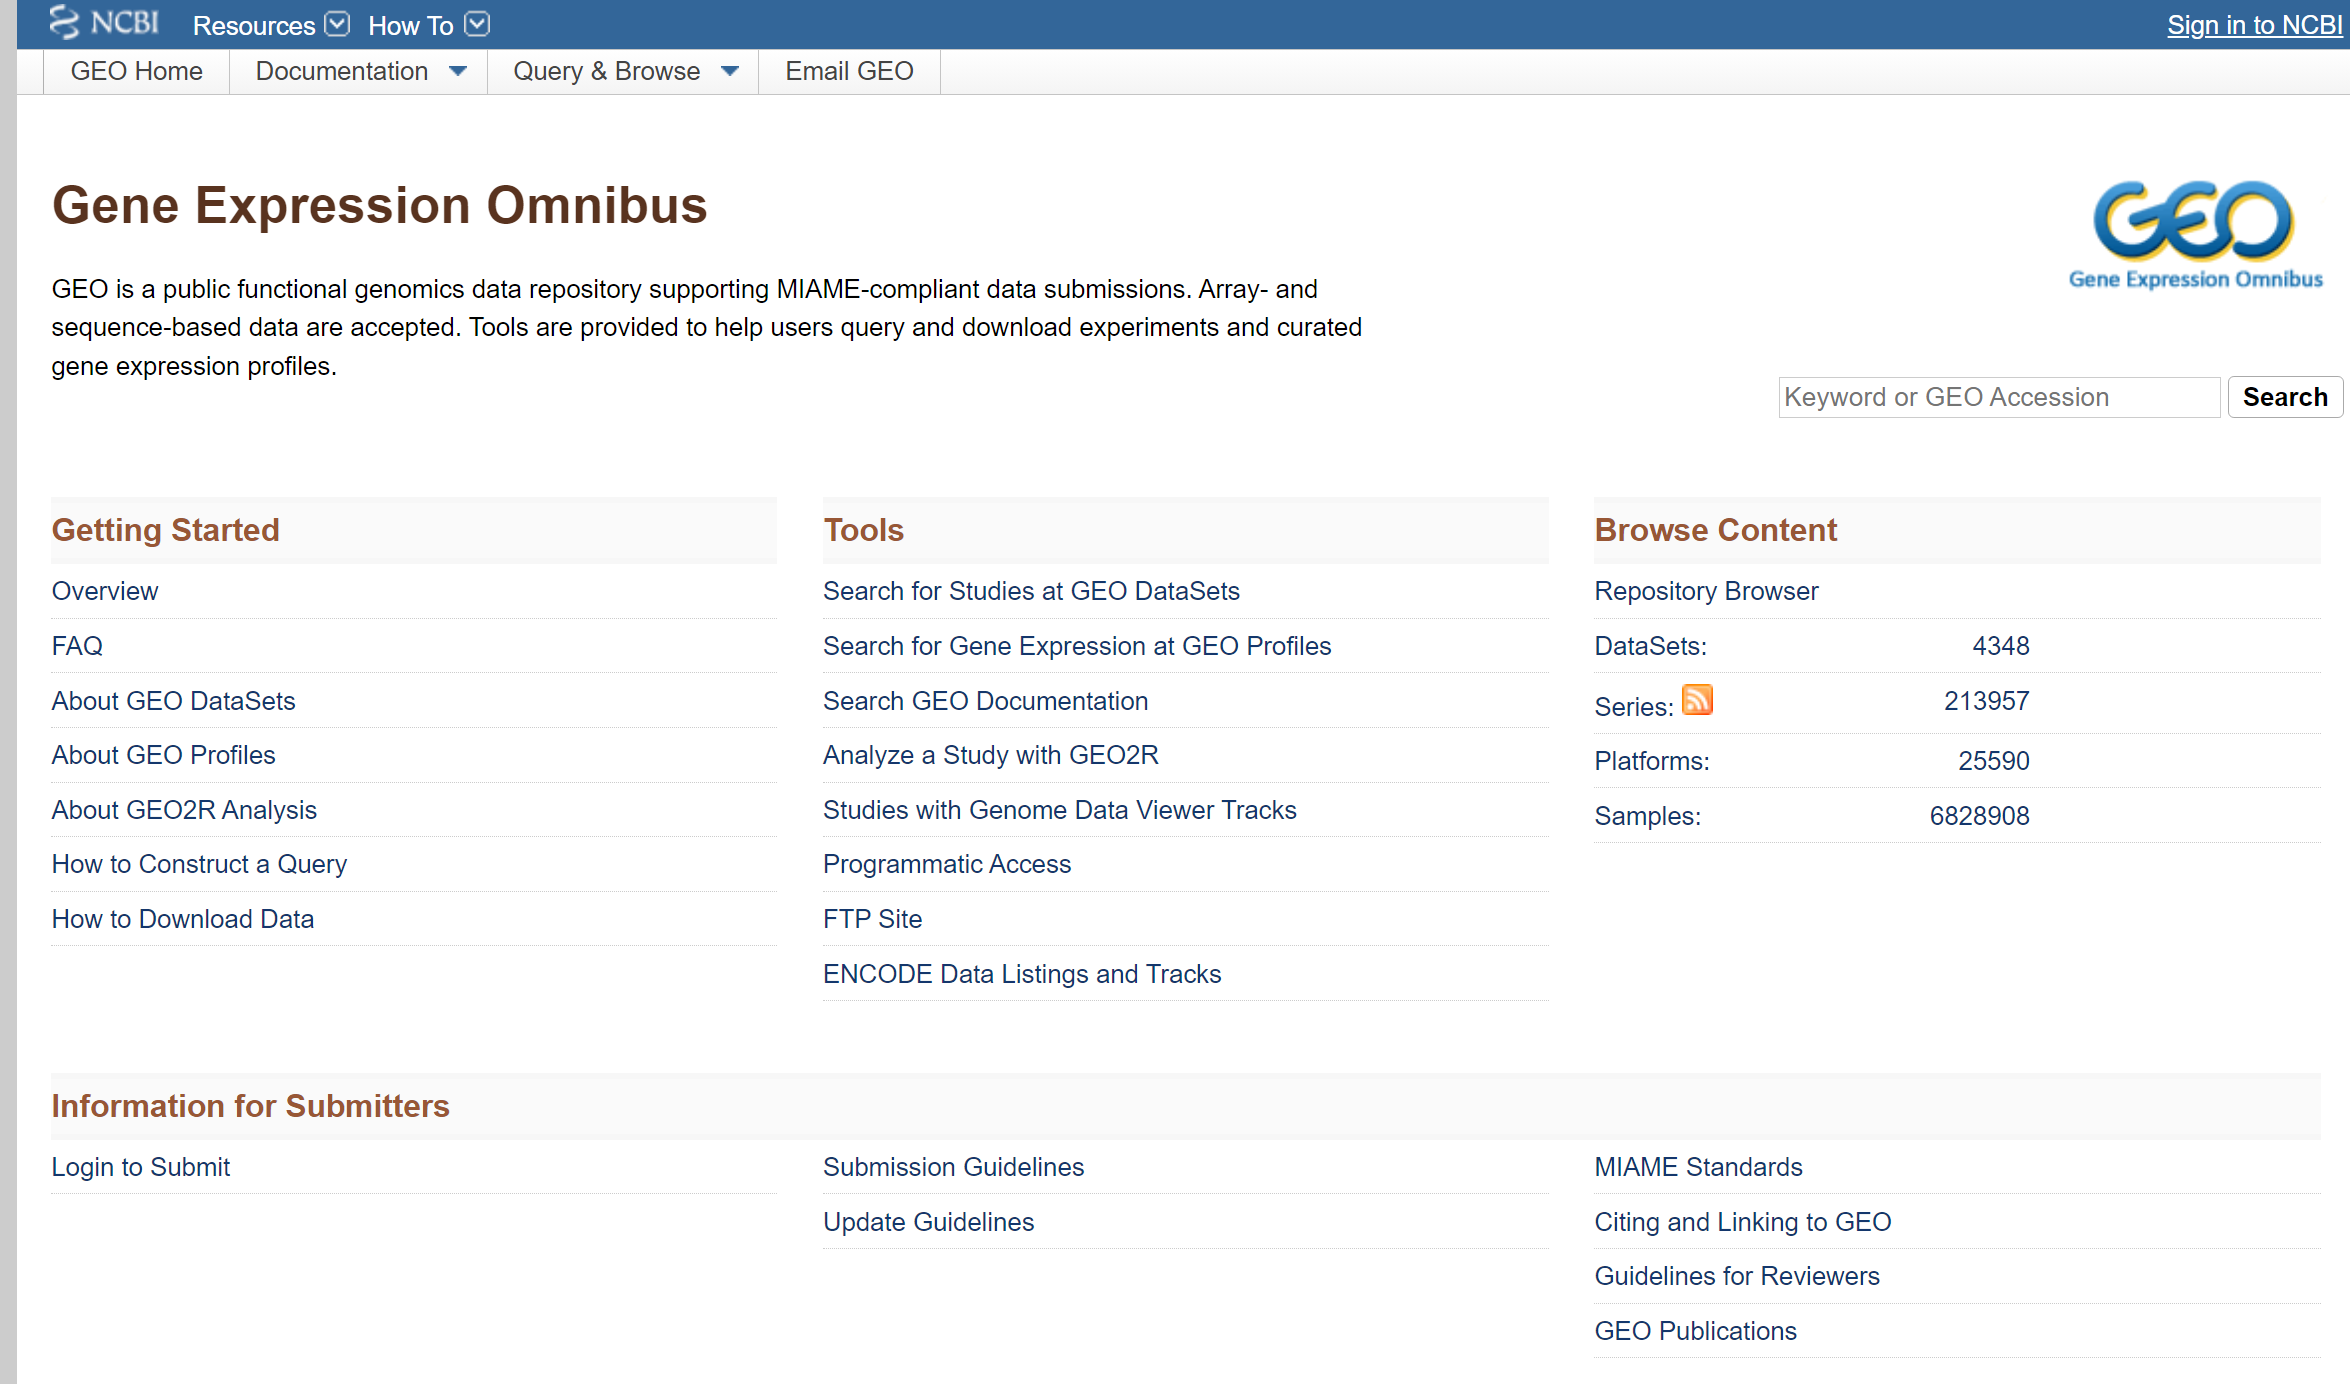 NCBI Resources How To Sign in to NCBI
GEO Home Documentation Query & Browse Email GEO
Gene Expression Omnibus
GEO is a public functional genomics data repository supporting MIAME-compliant data submissions. Array- and
sequence-based data are accepted. Tools are provided to help users query and download experiments and curated
gene expression profiles.
GEO
Gene Expression Omnibus
Keyword or GEO Accession Search
Getting Started
Overview
FAQ
About GEO DataSets
About GEO Profiles
About GEO2R Analysis
How to Construct a Query
How to Download Data
Tools
Search for Studies at GEO DataSets
Search for Gene Expression at GEO Profiles
Search GEO Documentation
Analyze a Study with GEO2R
Studies with Genome Data Viewer Tracks
Programmatic Access
FTP Site
ENCODE Data Listings and Tracks
Browse Content
Repository Browser
DataSets: 4348
Series: 213957
Platforms: 25590
Samples: 6828908
Information for Submitters
Login to Submit
Submission Guidelines
Update Guidelines
MIAME Standards
Citing and Linking to GEO
Guidelines for Reviewers
GEO Publications